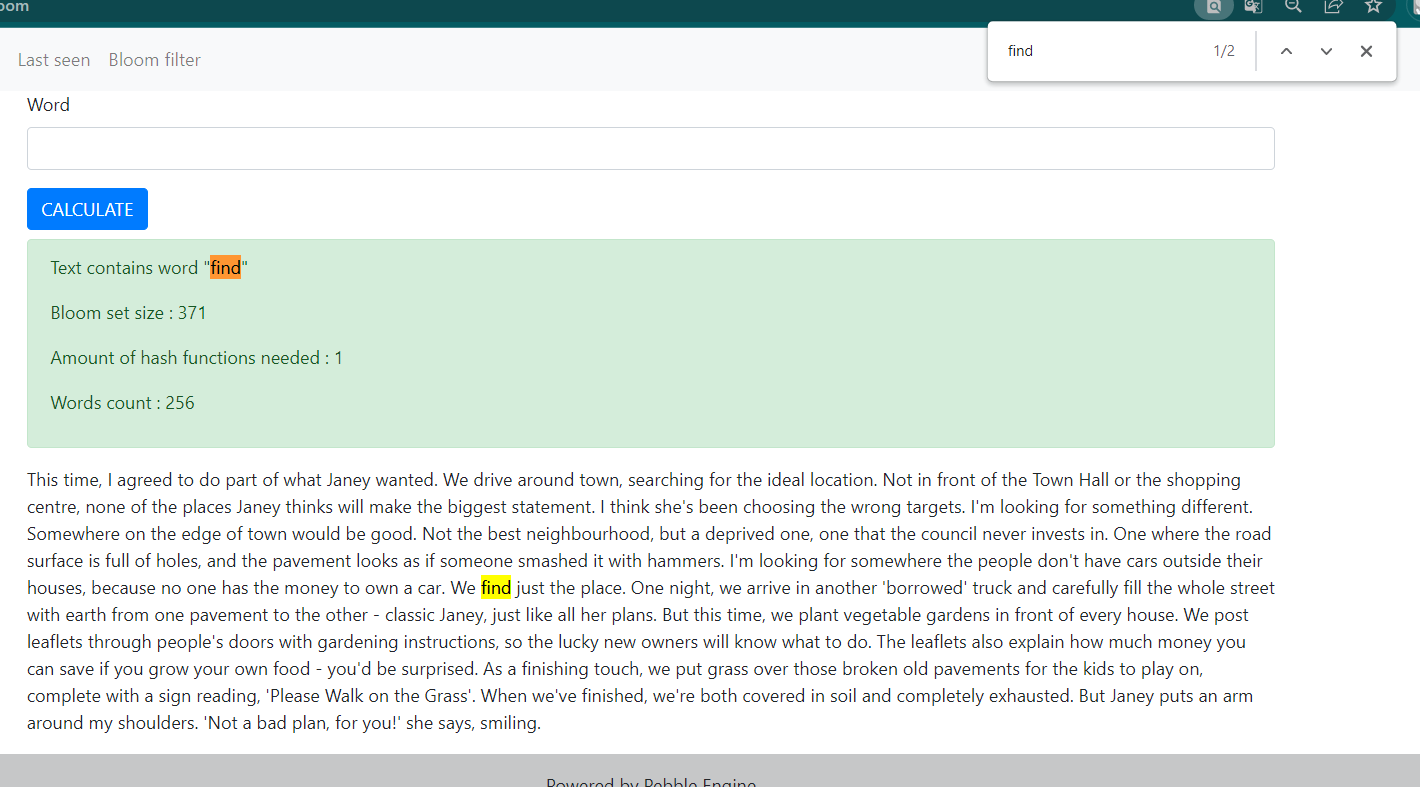 oom
find 1/2
Last seen Bloom filter
Word
CALCULATE
Text contains word "find"
Bloom set size : 371
Amount of hash functions needed : 1
Words count : 256
This time, I agreed to do part of what Janey wanted. We drive around town, searching for the ideal location. Not in front of the Town Hall or the shopping
centre, none of the places Janey thinks will make the biggest statement. I think she's been choosing the wrong targets. I'm looking for something different.
Somewhere on the edge of town would be good. Not the best neighbourhood, but a deprived one, one that the council never invests in. One where the road
surface is full of holes, and the pavement looks as if someone smashed it with hammers. I'm looking for somewhere the people don't have cars outside their
houses, because no one has the money to own a car. We find just the place. One night, we arrive in another 'borrowed' truck and carefully fill the whole street
with earth from one pavement to the other - classic Janey, just like all her plans. But this time, we plant vegetable gardens in front of every house. We post
leaflets through people's doors with gardening instructions, so the lucky new owners will know what to do. The leaflets also explain how much money you
can save if you grow your own food - you'd be surprised. As a finishing touch, we put grass over those broken old pavements for the kids to play on,
complete with a sign reading, 'Please Walk on the Grass'. When we've finished, we're both covered in soil and completely exhausted. But Janey puts an arm
around my shoulders. 'Not a bad plan, for you!' she says, smiling.
Powered by Pebble Engine